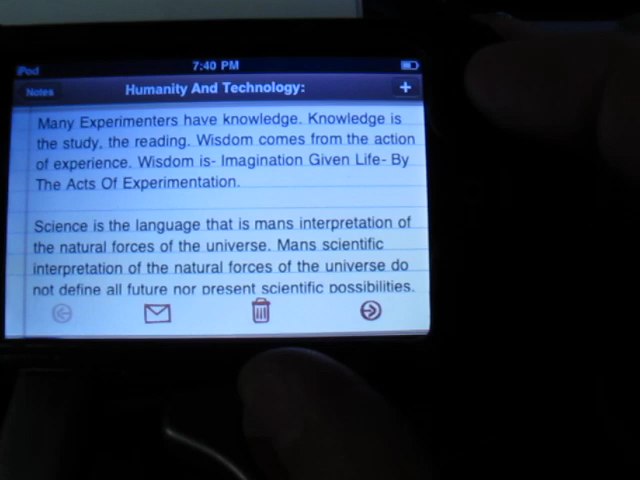 iPod 7:40 PM
Notes Humanity And Technology: +
Many Experimenters have knowledge. Knowledge is
the study, the reading. Wisdom comes from the action
of experience. Wisdom is- Imagination Given Life- By
The Acts Of Experimentation.
Science is the language that is mans interpretation of
the natural forces of the universe. Mans scientific
interpretation of the natural forces of the universe do
not define all future nor present scientific possibilities.